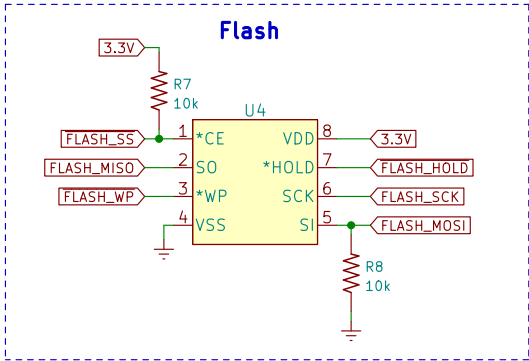 Flash
3.3V
R7
10k
U4
FLASH_SS 1 *CE VDD 8 3.3V
FLASH_MISO 2 SO *HOLD 7 FLASH_HOLD
FLASH_WP 3 *WP SCK 6 FLASH_SCK
4 VSS SI 5 FLASH_MOSI
R8
10k